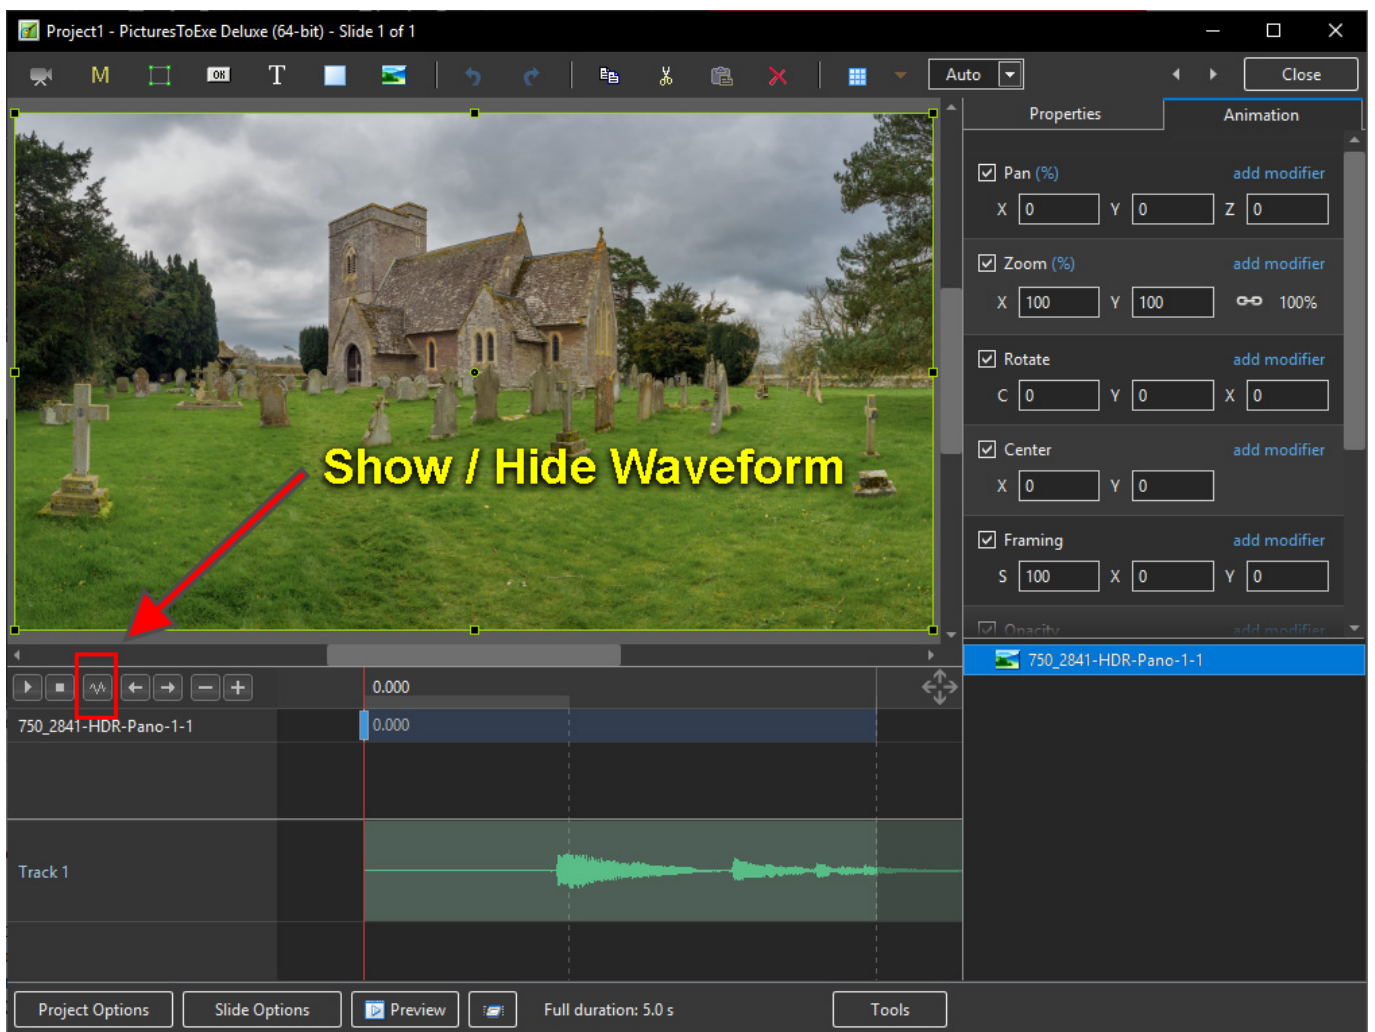 Project1 - PicturesToExe Deluxe (64-bit) - Slide 1 of 1
M OK T Auto Close
Properties Animation
Pan (%) add modifier
X 0 Y 0 Z 0
Zoom (%) add modifier
X 100 Y 100 100%
Rotate add modifier
C 0 Y 0 X 0
Center add modifier
X 0 Y 0
Framing add modifier
S 100 X 0 Y 0
Opacity add modifier
Show / Hide Waveform
750_2841-HDR-Pano-1-1
0.000
750_2841-HDR-Pano-1-1
0.000
Track 1
Project Options Slide Options Preview Full duration: 5.0 s Tools